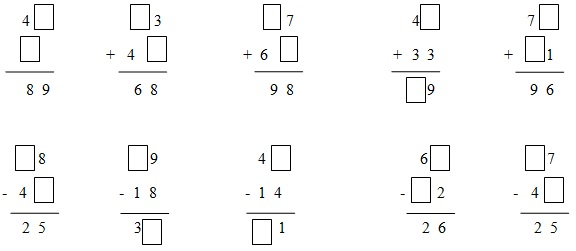 4 □ □ 3 □ 7 4 □ 7 □
□ + 4 □ + 6 □ + 3 3 + □ 1
8 9 6 8 9 8 □ 9 9 6
□ 8 □ 9 4 □ 6 □ □ 7
- 4 □ - 1 8 - 1 4 - □ 2 - 4 □
2 5 3 □ □ 1 2 6 2 5